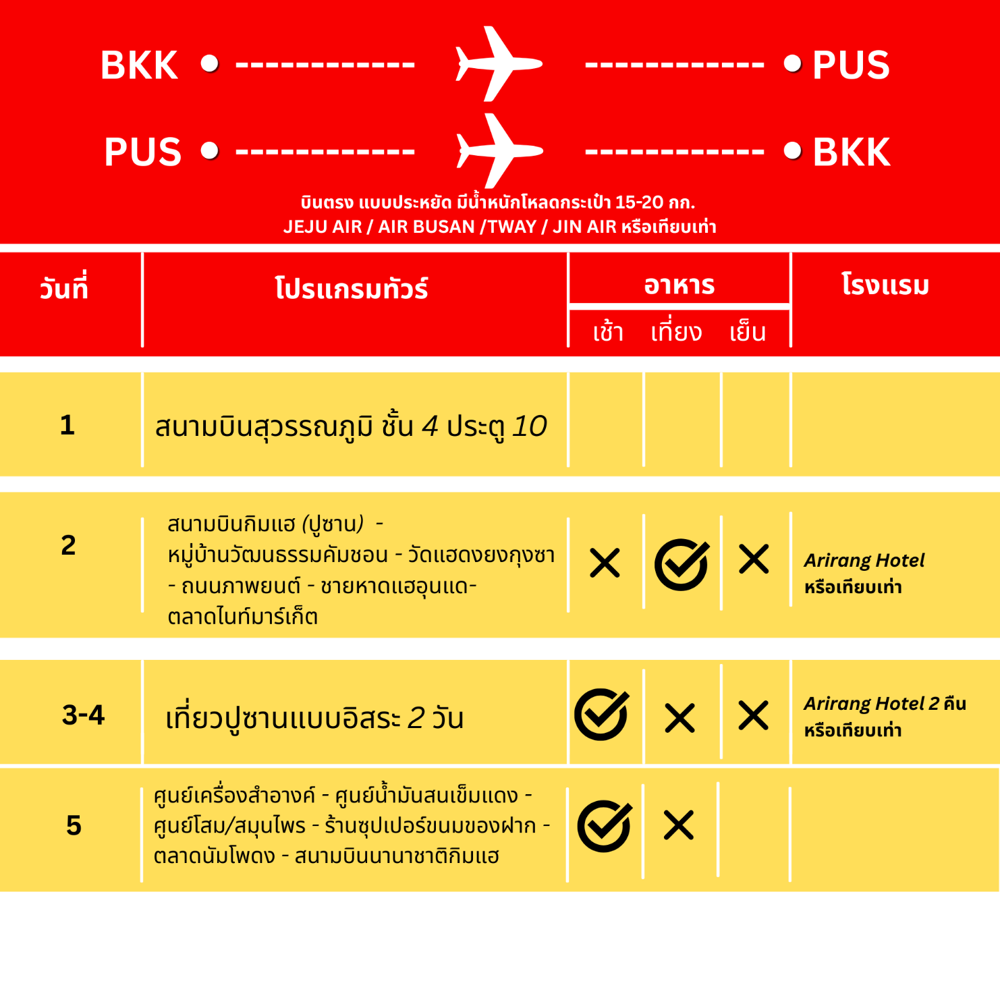 BKK ------------ ------------ PUS
PUS ------------ ------------ BKK
บินตรง แบบประหยัด มีน้ำหนักโหลดกระเป๋า 15-20 กก.
JEJU AIR / AIR BUSAN /TWAY / JIN AIR หรือเทียบเท่า
วันที่ โปรแกรมทัวร์ อาหาร โรงแรม
เช้า เที่ยง เย็น
1 สนามบินสุวรรณภูมิ ชั้น 4 ประตู 10
2
สนามบินกิมแฮ (ปูซาน) -
หมู่บ้านวัฒนธรรมคัมชอน - วัดแฮดงยงกุงซา
- ถนนภาพยนต์ - ชายหาดแฮอุนแด-
ตลาดไนท์มาร์เก็ต
Arirang Hotel
หรือเทียบเท่า
3-4 เที่ยวปูซานแบบอิสระ 2 วัน
Arirang Hotel 2 คืน
หรือเทียบเท่า
5
ศูนย์เครื่องสำอางค์ - ศูนย์น้ำมันสนเข็มแดง -
ศูนย์โสม/สมุนไพร - ร้านซุปเปอร์ขนมของฝาก -
ตลาดนัมโพดง - สนามบินนานาชาติกิมแฮ